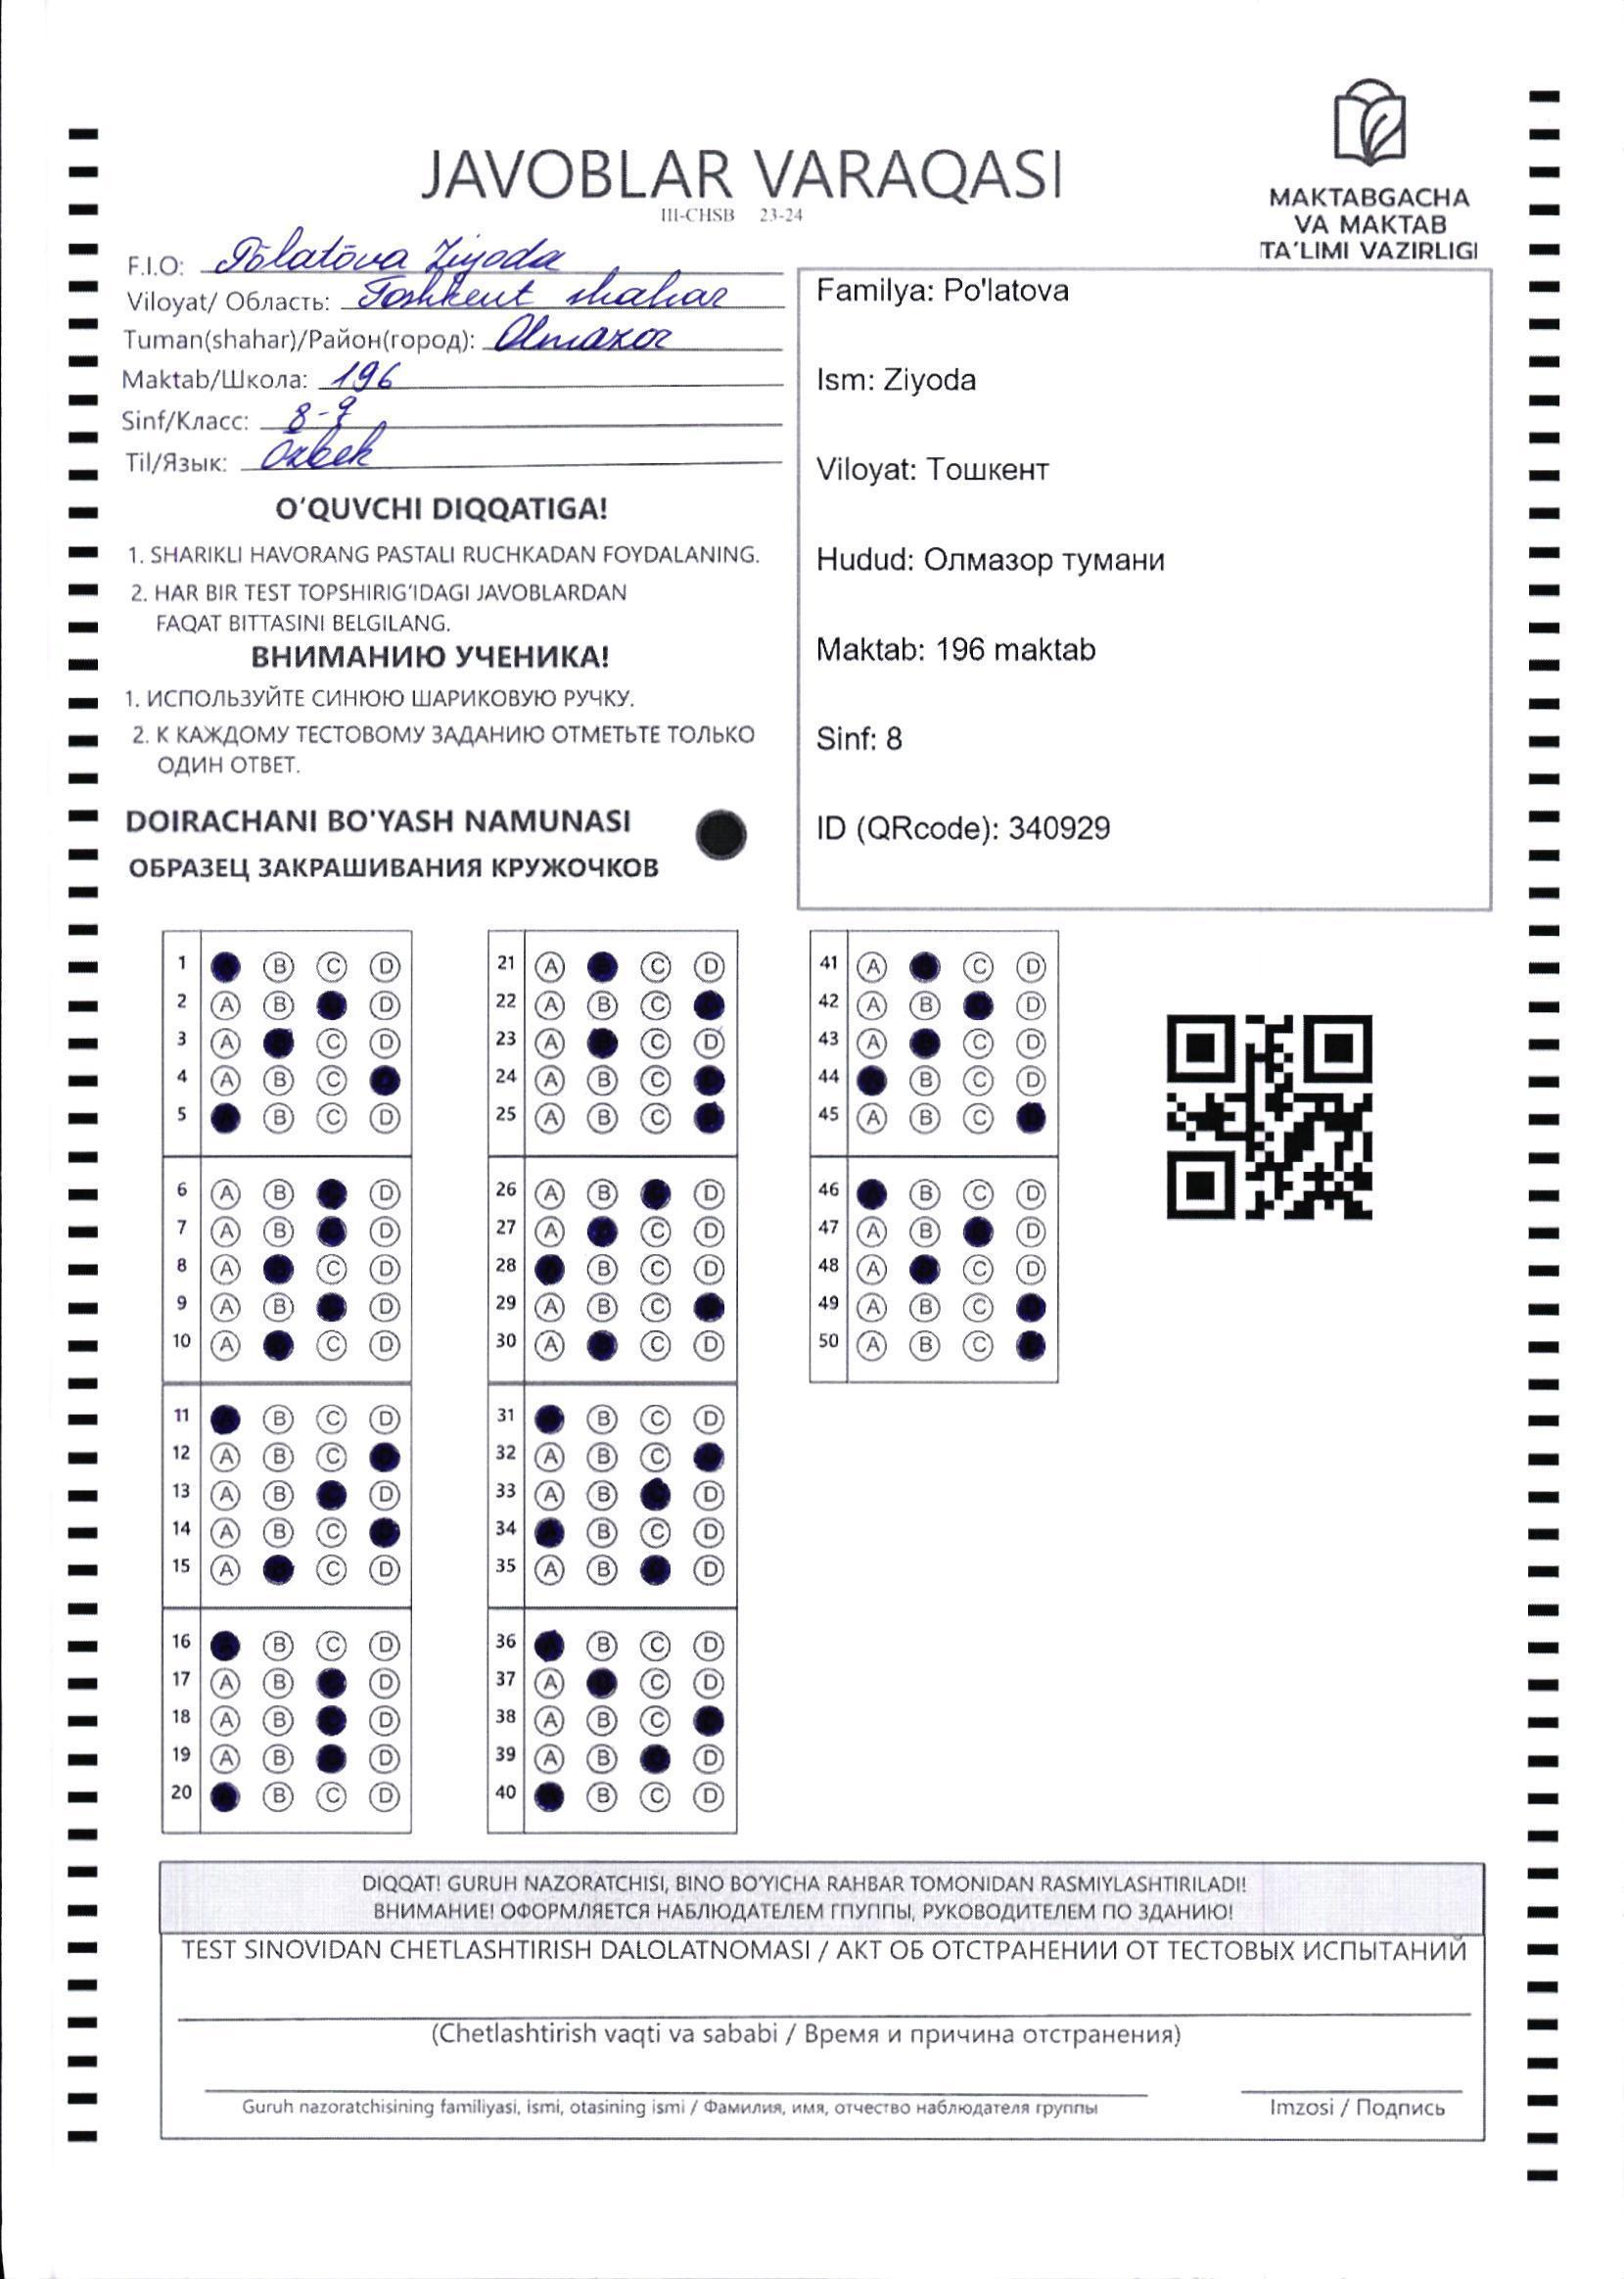 JAVOBLAR VARAQASI
III-CHSB 23-24
MAKTABGACHA
VA MAKTAB
TA'LIMI VAZIRLIGI
F.I.O: Pōlatōva Ziyoda
Viloyat/ Область: Toshkent shahar
Tuman(shahar)/Район(город): Olmaxor
Maktab/Школа: 196
Sinf/Класс: 8-
Til/Язык: Ozbek
O'QUVCHI DIQQATIGA!
1. SHARIKLI HAVORANG PASTALI RUCHKADAN FOYDALANING.
2. HAR BIR TEST TOPSHIRIG'IDAGI JAVOBLARDAN
FAQAT BITTASINI BELGILANG.
ВНИМАНИЮ УЧЕНИКА!
1. ИСПОЛЬЗУЙТЕ СИНЮЮ ШАРИКОВУЮ РУЧКУ.
2. К КАЖДОМУ ТЕСТОВОМУ ЗАДАНИЮ ОТМЕТЬТЕ ТОЛЬКО
ОДИН ОТВЕТ.
DOIRACHANI BO'YASH NAMUNASI
ОБРАЗЕЦ ЗАКРАШИВАНИЯ КРУЖОЧКОВ
Familya: Po'latova
Ism: Ziyoda
Viloyat: Тошкент
Hudud: Олмазор тумани
Maktab: 196 maktab
Sinf: 8
ID (QRcode): 340929
1 B C D
2 A B D
3 A C D
4 A B C
5 B C D
6 A B D
7 A B D
8 A C D
9 A B D
10 A C D
11 B C D
12 A B C
13 A B D
14 A B C
15 A C D
16 B C D
17 A B D
18 A B D
19 A B D
20 B C D
21 A C D
22 A B C
23 A C D
24 A B C
25 A B C
26 A B D
27 A C D
28 B C D
29 A B C
30 A C D
31 B C D
32 A B C
33 A B D
34 B C D
35 A B D
36 B C D
37 A C D
38 A B C
39 A B D
40 B C D
41 A C D
42 A B D
43 A C D
44 B C D
45 A B C
46 B C D
47 A B D
48 A C D
49 A B C
50 A B C
DIQQAT! GURUH NAZORATCHISI, BINO BO'YICHA RAHBAR TOMONIDAN RASMIYLASHTIRILADI!
ВНИМАНИЕ! ОФОРМЛЯЕТСЯ НАБЛЮДАТЕЛЕМ ГПУППЫ, РУКОВОДИТЕЛЕМ ПО ЗДАНИЮ!
TEST SINOVIDAN CHETLASHTIRISH DALOLATNOMASI / АКТ ОБ ОТСТРАНЕНИИ ОТ ТЕСТОВЫХ ИСПЫТАНИЙ
(Chetlashtirish vaqti va sababi / Время и причина отстранения)
Guruh nazoratchisining familiyasi, ismi, otasining ismi / Фамилия, имя, отчество наблюдателя группы
Imzosi / Подпись